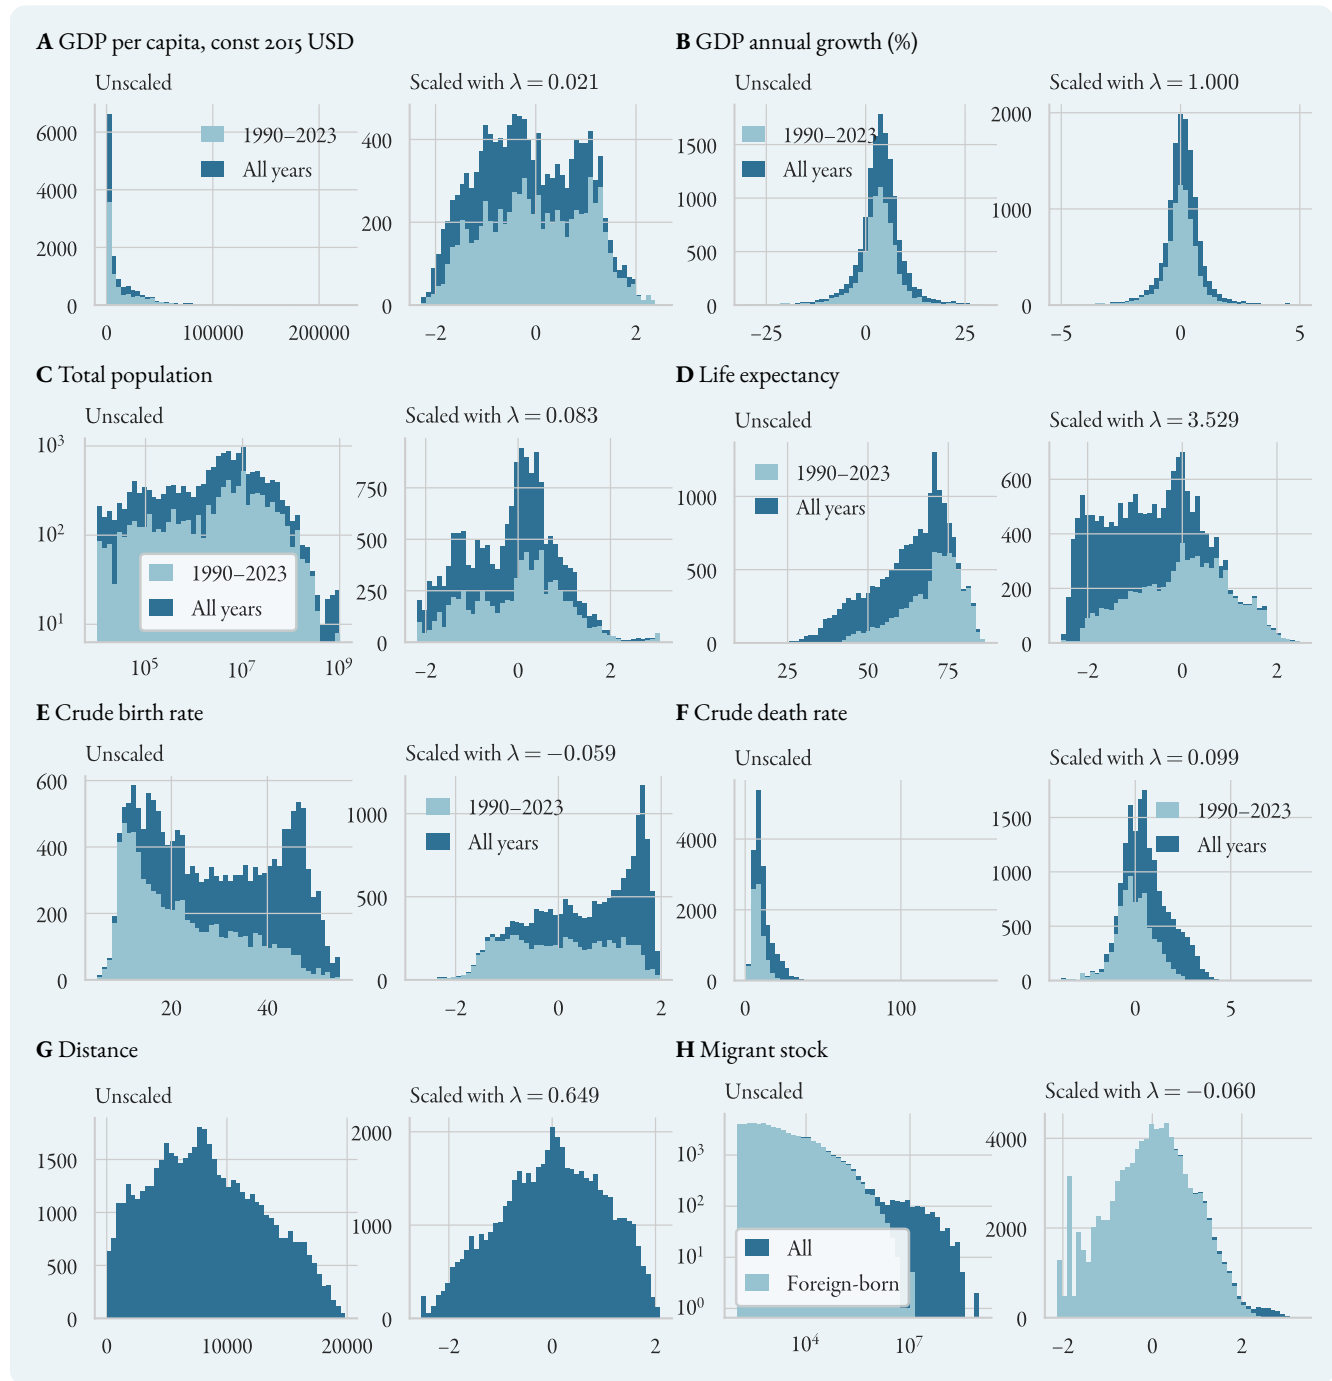 A GDP per capita, const 2015 USD
Unscaled
6000
4000
2000
0
0 100000 200000
1990–2023
All years
Scaled with λ = 0.021
400
200
0
−2 0 2
B GDP annual growth (%)
Unscaled
1500
1000
500
0
−25 0 25
1990–2023
All years
Scaled with λ = 1.000
2000
1000
0
−5 0 5
C Total population
Unscaled
10³
10²
10¹
10⁵ 10⁷ 10⁹
1990–2023
All years
Scaled with λ = 0.083
750
500
250
0
−2 0 2
D Life expectancy
Unscaled
1000
500
0
25 50 75
1990–2023
All years
Scaled with λ = 3.529
600
400
200
0
−2 0 2
E Crude birth rate
Unscaled
600
400
200
0
20 40
Scaled with λ = −0.059
1000
500
0
−2 0 2
1990–2023
All years
F Crude death rate
Unscaled
4000
2000
0
0 100
Scaled with λ = 0.099
1500
1000
500
0
0 5
1990–2023
All years
G Distance
Unscaled
1500
1000
500
0
0 10000 20000
Scaled with λ = 0.649
2000
1000
0
−2 0 2
H Migrant stock
Unscaled
10³
10²
10¹
10⁰
10⁴ 10⁷
All
Foreign-born
Scaled with λ = −0.060
4000
2000
0
−2 0 2